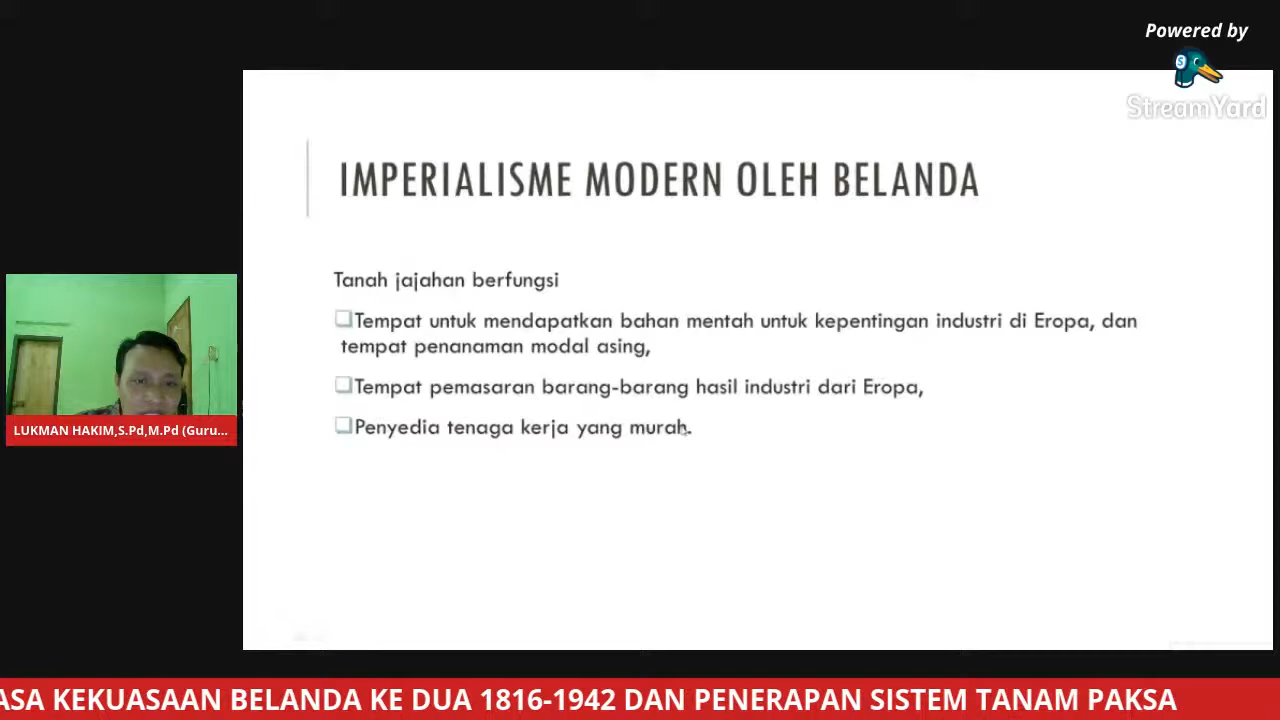 Powered by
StreamYard
IMPERIALISME MODERN OLEH BELANDA
Tanah jajahan berfungsi
❑Tempat untuk mendapatkan bahan mentah untuk kepentingan industri di Eropa, dan
tempat penanaman modal asing,
❑Tempat pemasaran barang-barang hasil industri dari Eropa,
❑Penyedia tenaga kerja yang murah.
LUKMAN HAKIM,S.Pd,M.Pd (Guru...
ASA KEKUASAAN BELANDA KE DUA 1816-1942 DAN PENERAPAN SISTEM TANAM PAKSA